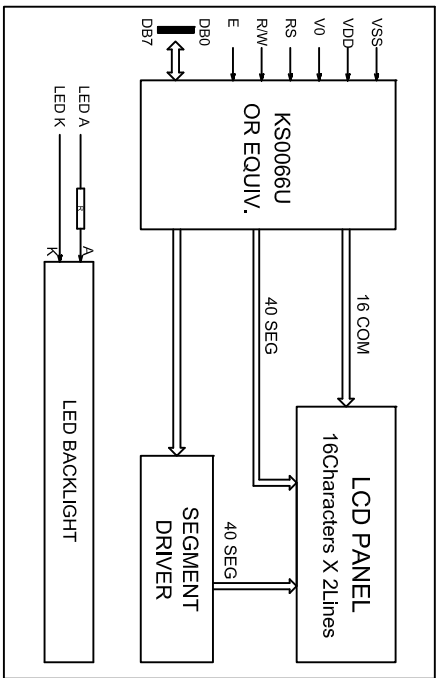 VSS
VDD
V0
RS
R/W
E
DB0
DB7
LED A
LED K
KS0066U
OR EQUIV.
16 COM
40 SEG
LCD PANEL
16Characters X 2Lines
40 SEG
SEGMENT
DRIVER
R
A
K
LED BACKLIGHT